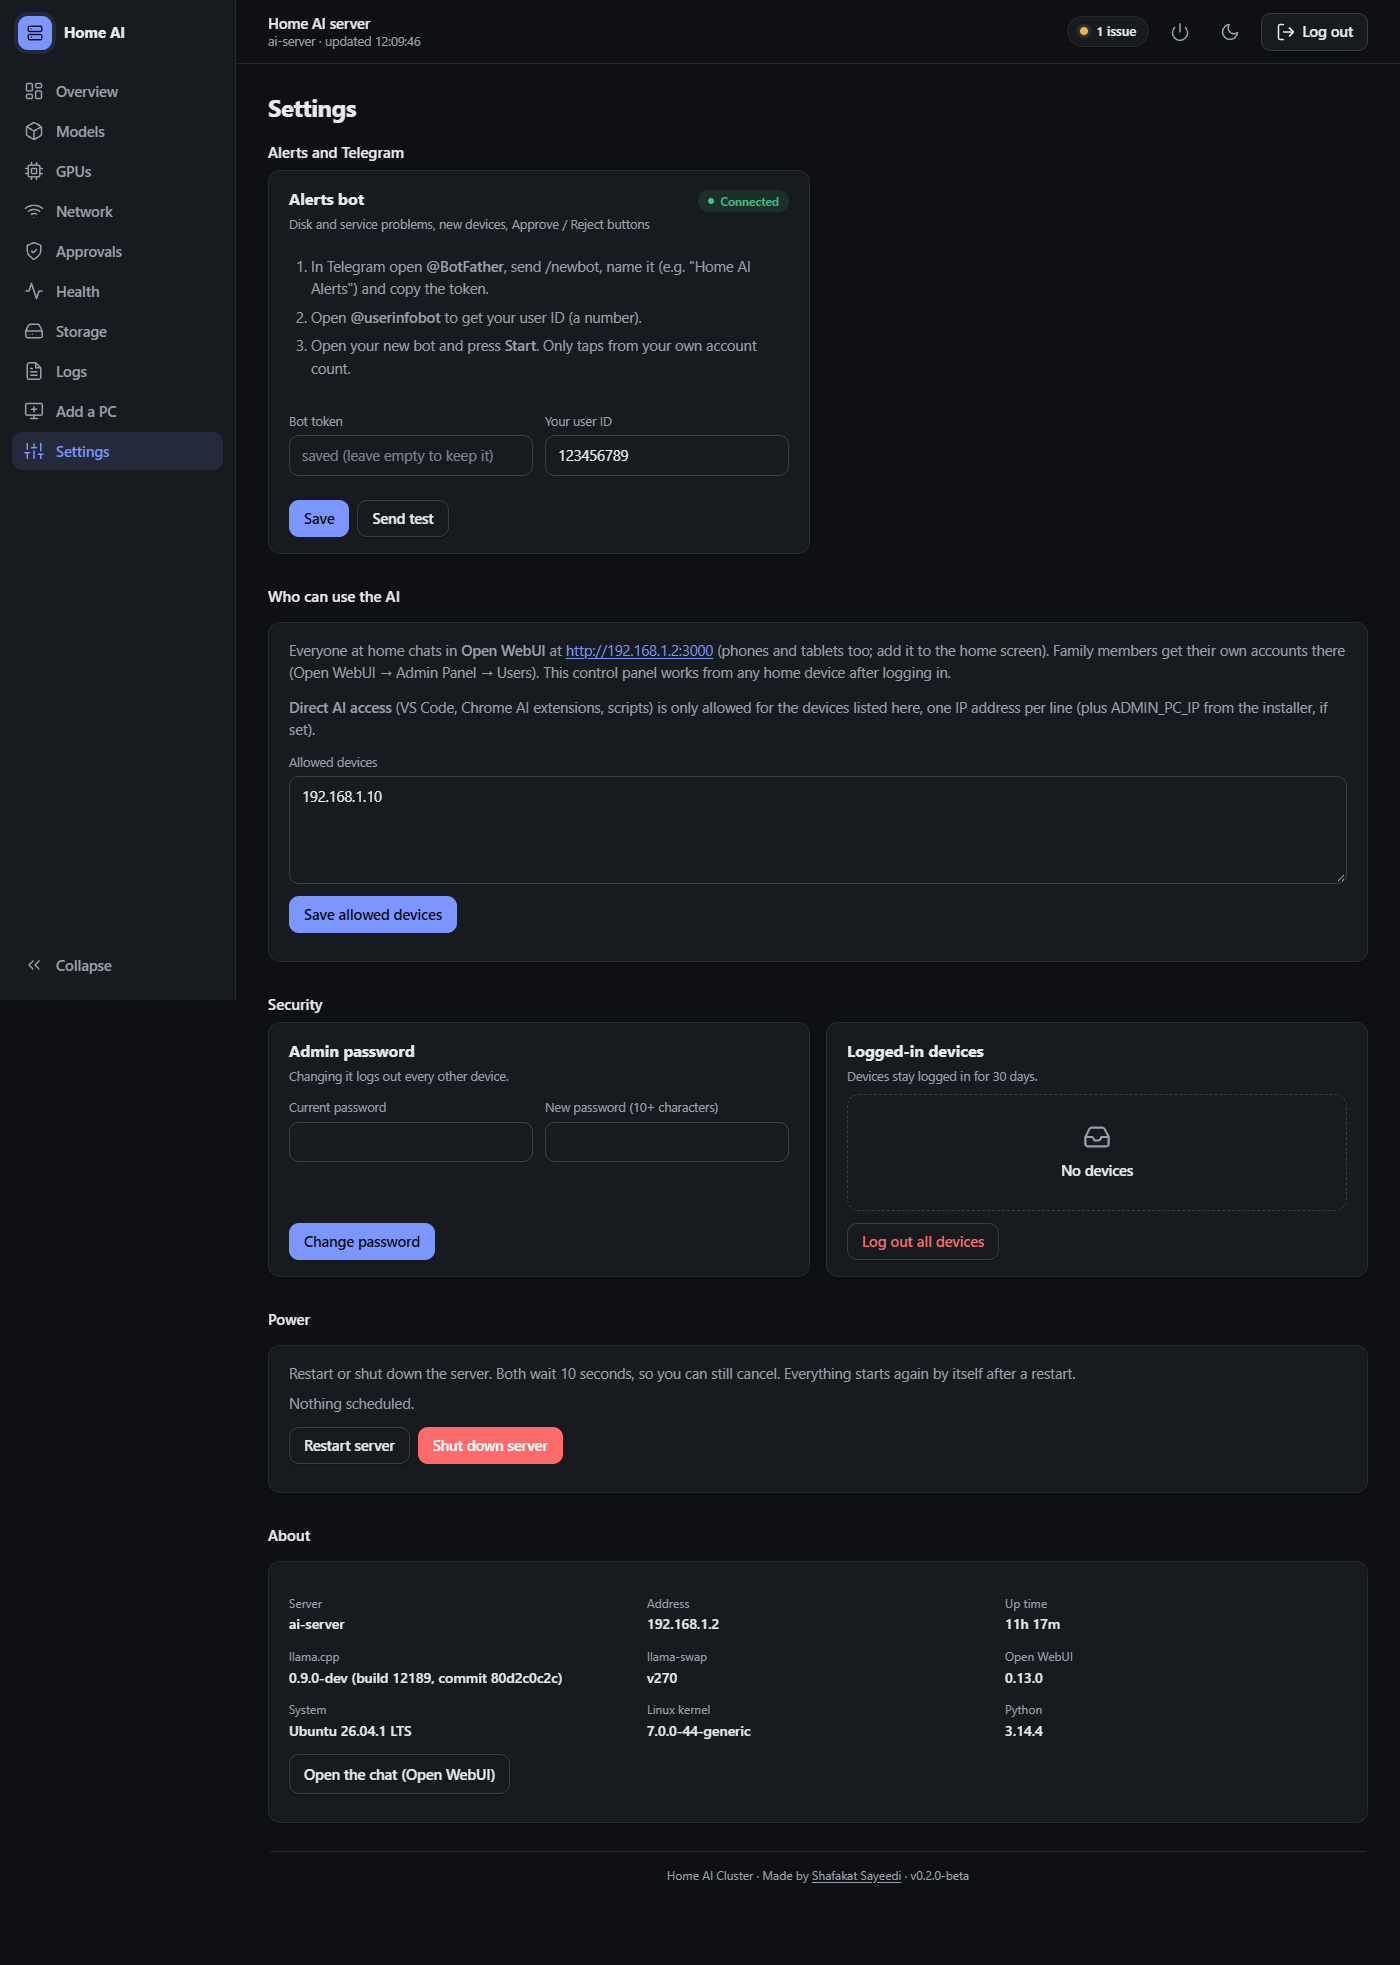 Home AI
Overview
Models
GPUs
Network
Approvals
Health
Storage
Logs
Add a PC
Settings
Collapse
Home AI server
ai-server · updated 12:09:46
1 issue
Log out
Settings
Alerts and Telegram
Alerts bot
Connected
Disk and service problems, new devices, Approve / Reject buttons
1. In Telegram open @BotFather, send /newbot, name it (e.g. "Home AI
Alerts") and copy the token.
2. Open @userinfobot to get your user ID (a number).
3. Open your new bot and press Start. Only taps from your own account
count.
Bot token
Your user ID
saved (leave empty to keep it)
123456789
Save
Send test
Who can use the AI
Everyone at home chats in Open WebUI at http://192.168.1.2:3000 (phones and tablets too; add it to the home screen). Family members get their own accounts there
(Open WebUI → Admin Panel → Users). This control panel works from any home device after logging in.
Direct AI access (VS Code, Chrome AI extensions, scripts) is only allowed for the devices listed here, one IP address per line (plus ADMIN_PC_IP from the installer, if
set).
Allowed devices
192.168.1.10
Save allowed devices
Security
Admin password
Changing it logs out every other device.
Current password
New password (10+ characters)
Change password
Logged-in devices
Devices stay logged in for 30 days.
No devices
Log out all devices
Power
Restart or shut down the server. Both wait 10 seconds, so you can still cancel. Everything starts again by itself after a restart.
Nothing scheduled.
Restart server
Shut down server
About
Server
ai-server
Address
192.168.1.2
Up time
11h 17m
llama.cpp
0.9.0-dev (build 12189, commit 80d2c0c2c)
llama-swap
v270
Open WebUI
0.13.0
System
Ubuntu 26.04.1 LTS
Linux kernel
7.0.0-44-generic
Python
3.14.4
Open the chat (Open WebUI)
Home AI Cluster · Made by Shafakat Sayeedi · v0.2.0-beta